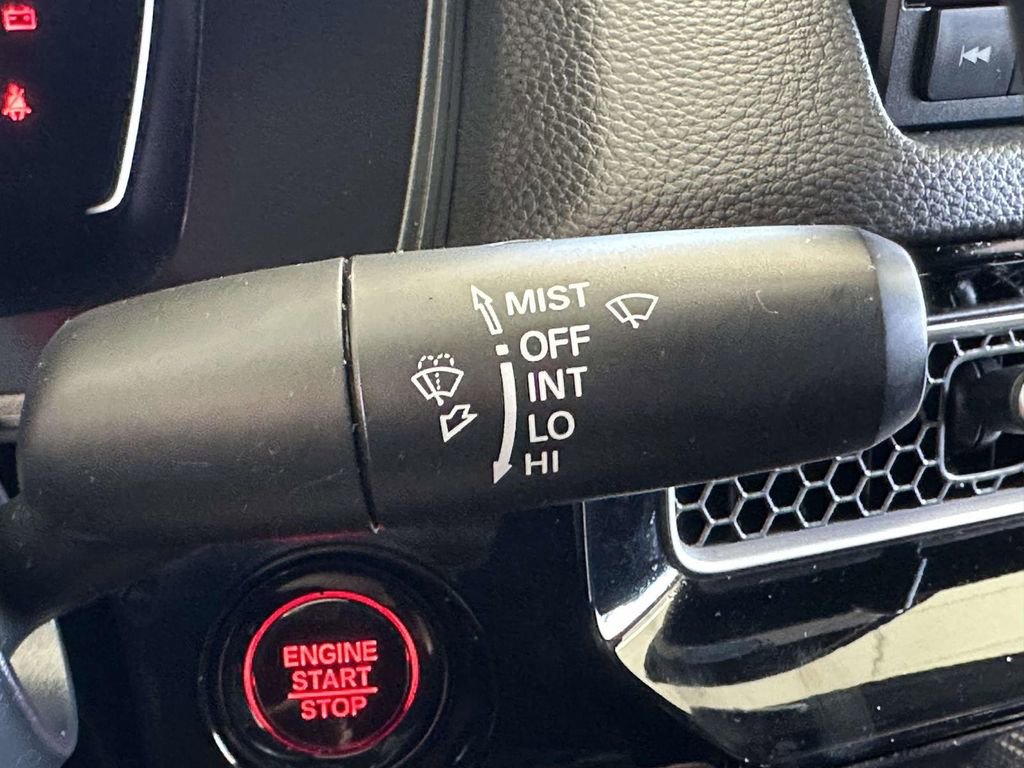 MIST
OFF
INT
LO
HI
ENGINE
START
STOP